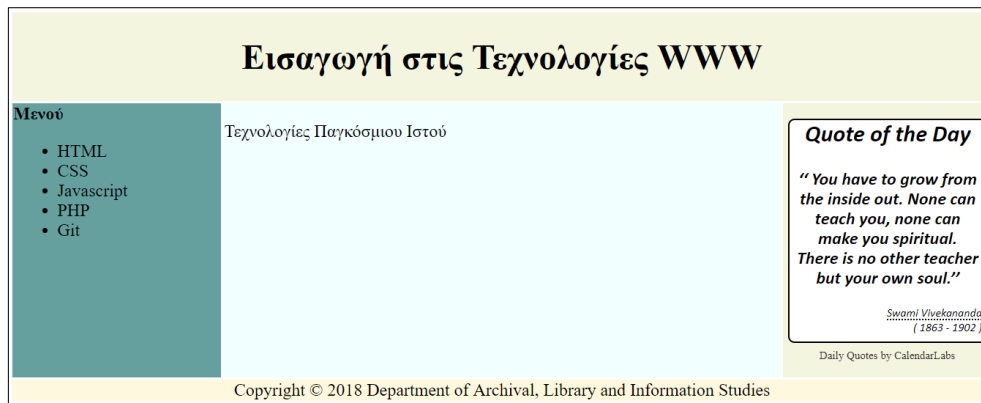 Εισαγωγή στις Τεχνολογίες WWW
Μενού
HTML
CSS
Javascript
PHP
Git
Τεχνολογίες Παγκόσμιου Ιστού
Quote of the Day
‘‘ You have to grow from
the inside out. None can
teach you, none can
make you spiritual.
There is no other teacher
but your own soul.’’
Swami Vivekananda
( 1863 - 1902 )
Daily Quotes by CalendarLabs
Copyright © 2018 Department of Archival, Library and Information Studies